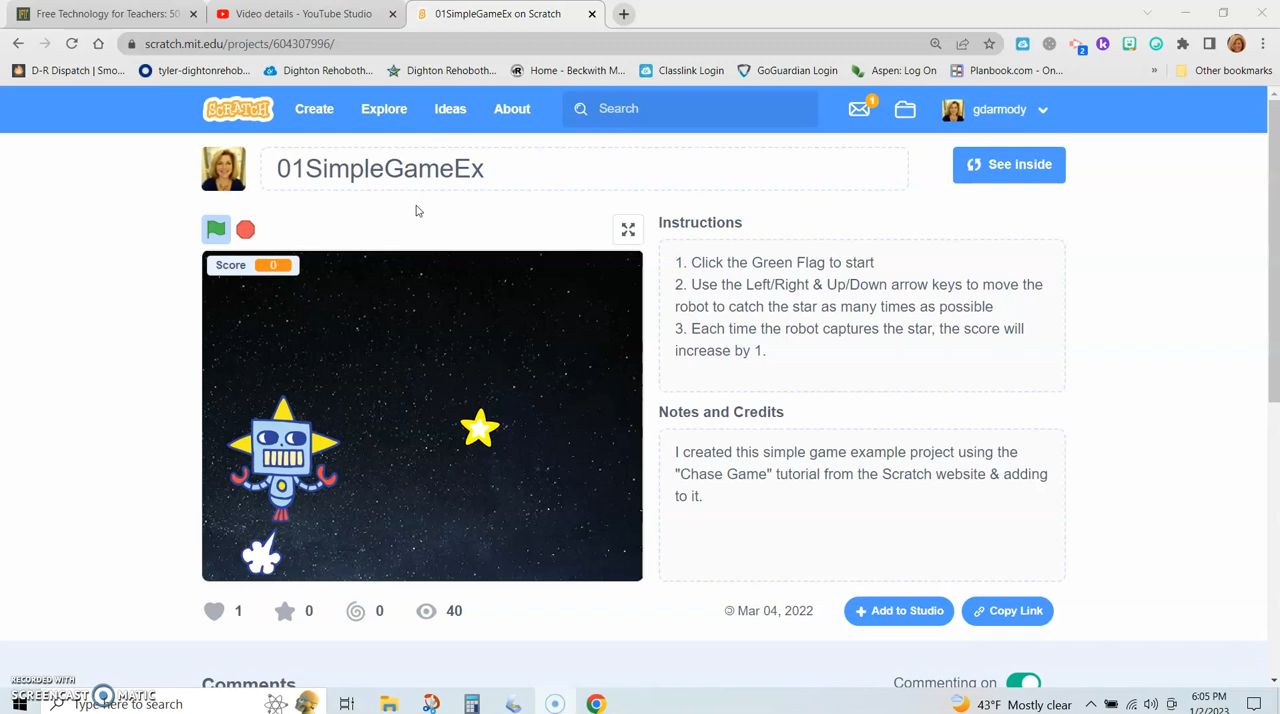 Free Technology for Teachers: 50
Video details - YouTube Studio
01SimpleGameEx on Scratch
scratch.mit.edu/projects/604307996/
2
D-R Dispatch | Smo...
tyler-dightonrehob...
Dighton Rehoboth...
Dighton Rehoboth...
Home - Beckwith M...
Classlink Login
GoGuardian Login
Aspen: Log On
Planbook.com - On...
»
Other bookmarks
SCRATCH
Create
Explore
Ideas
About
Search
1
gdarmody
01SimpleGameEx
See inside
Score 0
Instructions
1. Click the Green Flag to start
2. Use the Left/Right & Up/Down arrow keys to move the
robot to catch the star as many times as possible
3. Each time the robot captures the star, the score will
increase by 1.
Notes and Credits
I created this simple game example project using the
"Chase Game" tutorial from the Scratch website & adding
to it.
1
0
0
40
© Mar 04, 2022
Add to Studio
Copy Link
Comments
Commenting on
RECORDED WITH
SCREENCAST MATIC
Type here to search
43°F Mostly clear
6:05 PM
1/2/2023